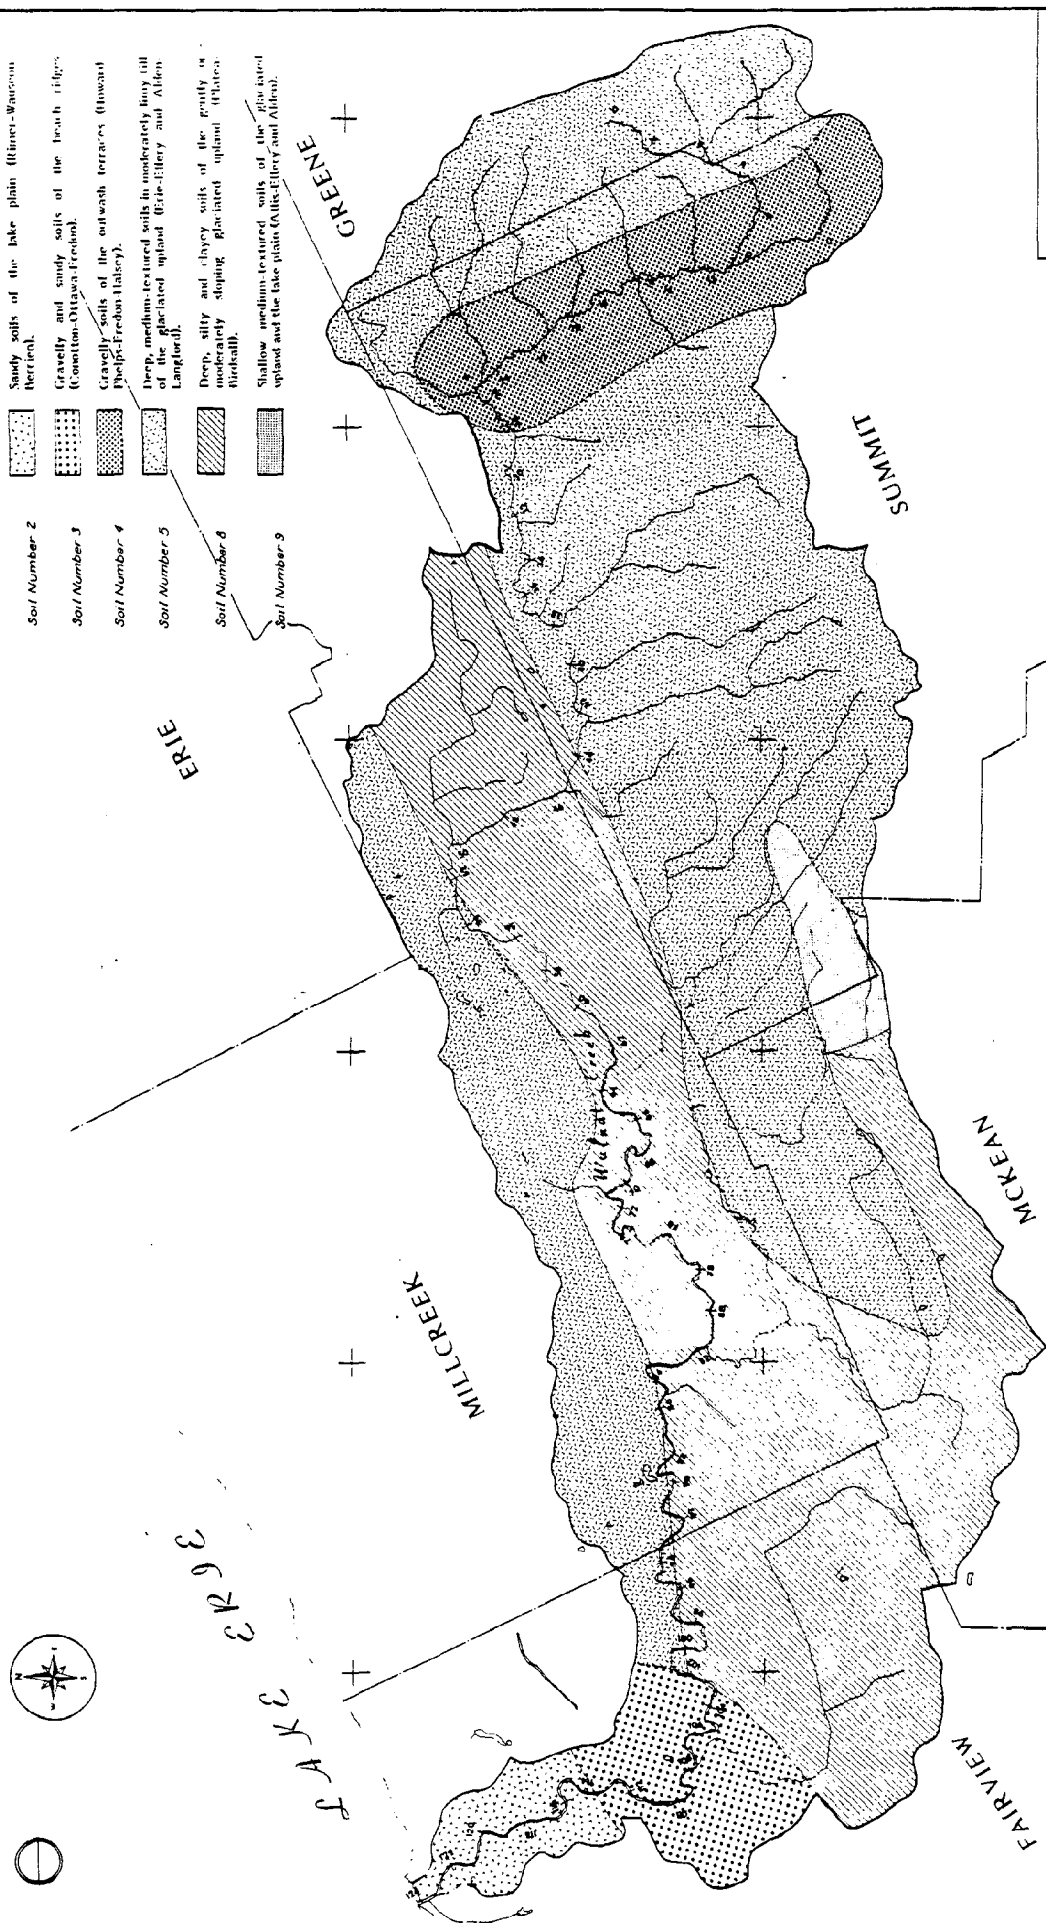 Soil Number 2
Sandy soils of the lake plain (Rimer-Wauseon
Berrien).
Soil Number 3
Gravelly and sandy soils of the beach ridges
(Conotton-Ottawa-Fredon).
Soil Number 4
Gravelly soils of the outwash terraces (Howard
Phelps-Fredon-Halsey).
Soil Number 5
Deep, medium-textured soils in moderately limy till
of the glaciated upland (Erie-Ellery and Alden
Langford).
Soil Number 8
Deep, silty and clayey soils of the gently or
moderately sloping glaciated upland (Platea-
Birdsall).
Soil Number 9
Shallow medium-textured soils of the glaciated
upland and the lake plain (Allis-Ellery and Alden).
N
S
LAKE ERIE
ERIE
GREENE
MILLCREEK
Walnut Creek
SUMMIT
MCKEAN
FAIRVIEW